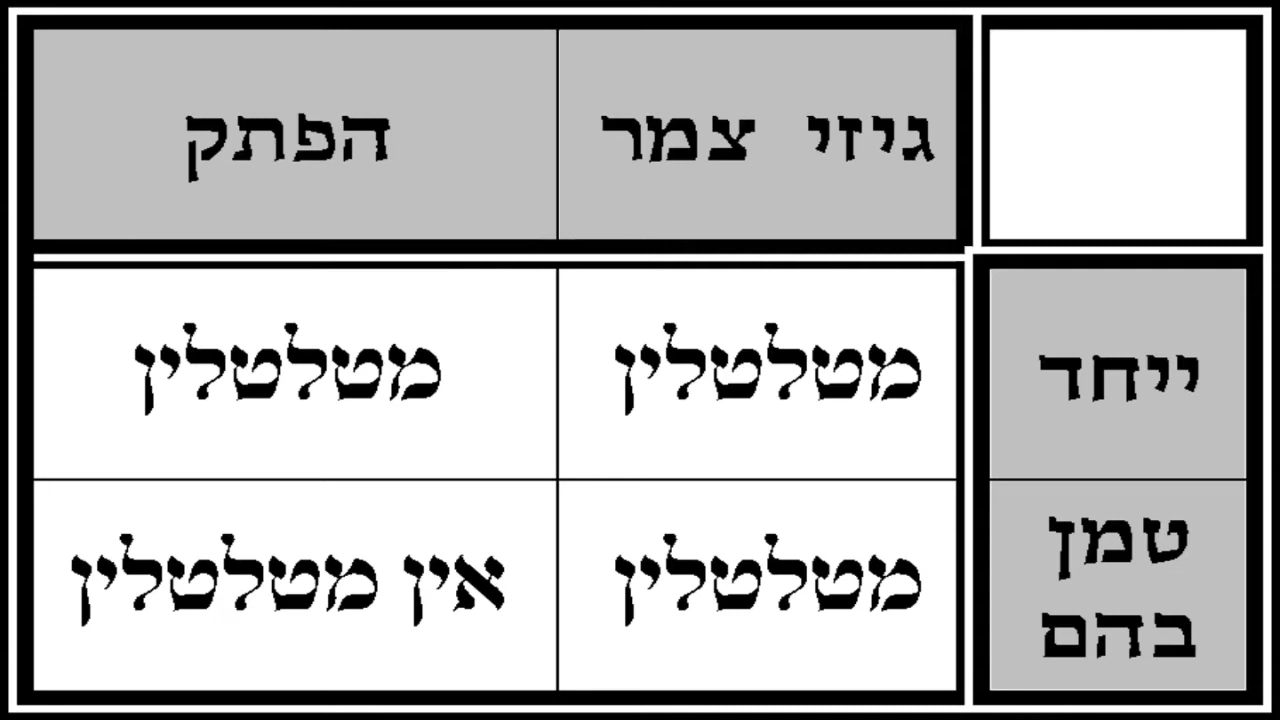 גיזי צמר
הפתק
ייחד
מטלטלין
מטלטלין
טמן
בהם
מטלטלין
אין מטלטלין